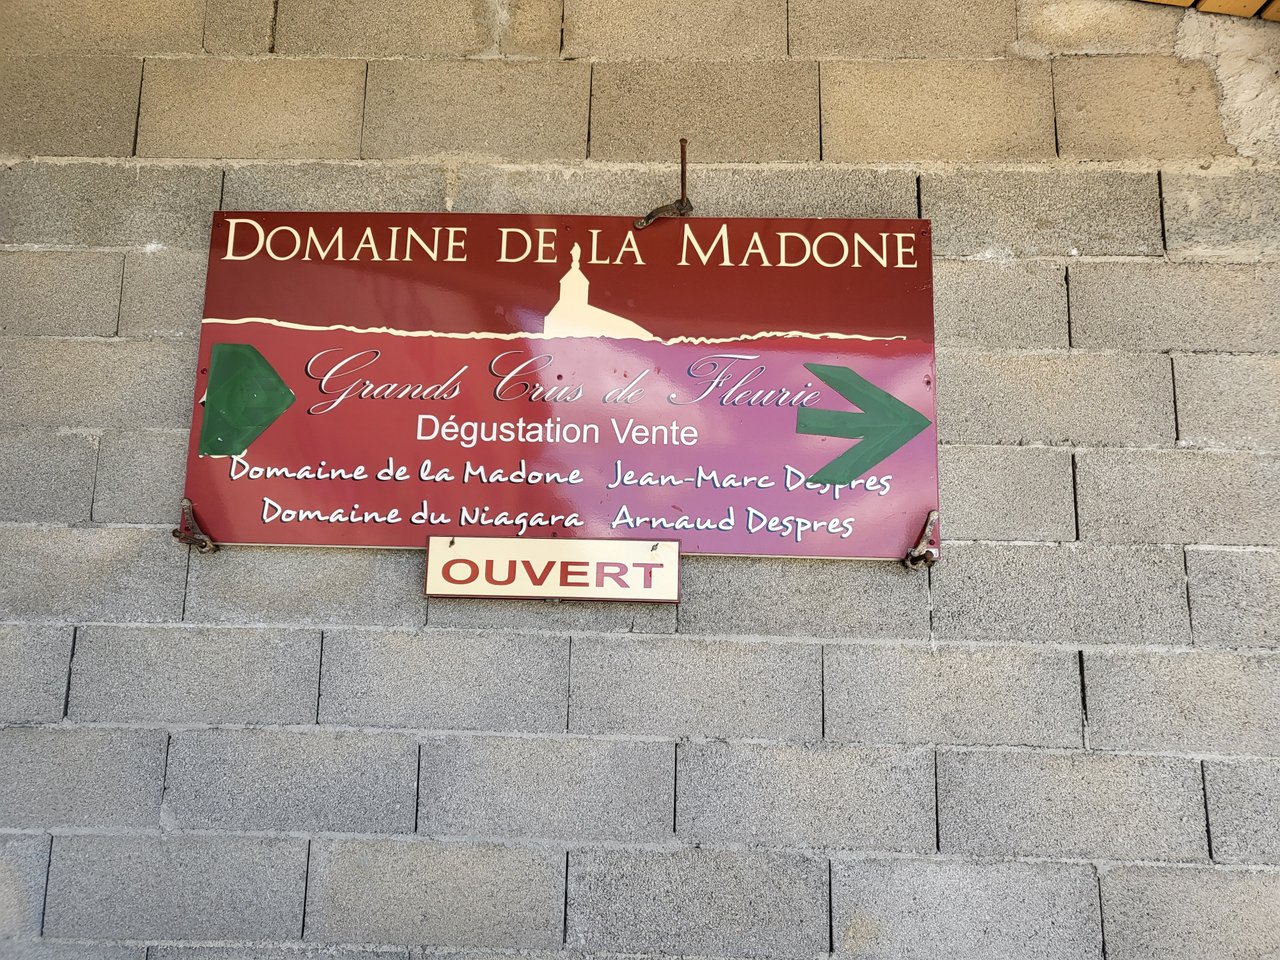 DOMAINE DE LA MADONE
Grands Crus de Fleurie
Dégustation Vente
Domaine de la Madone Jean-Marc Despres
Domaine du Niagara Arnaud Despres
OUVERT